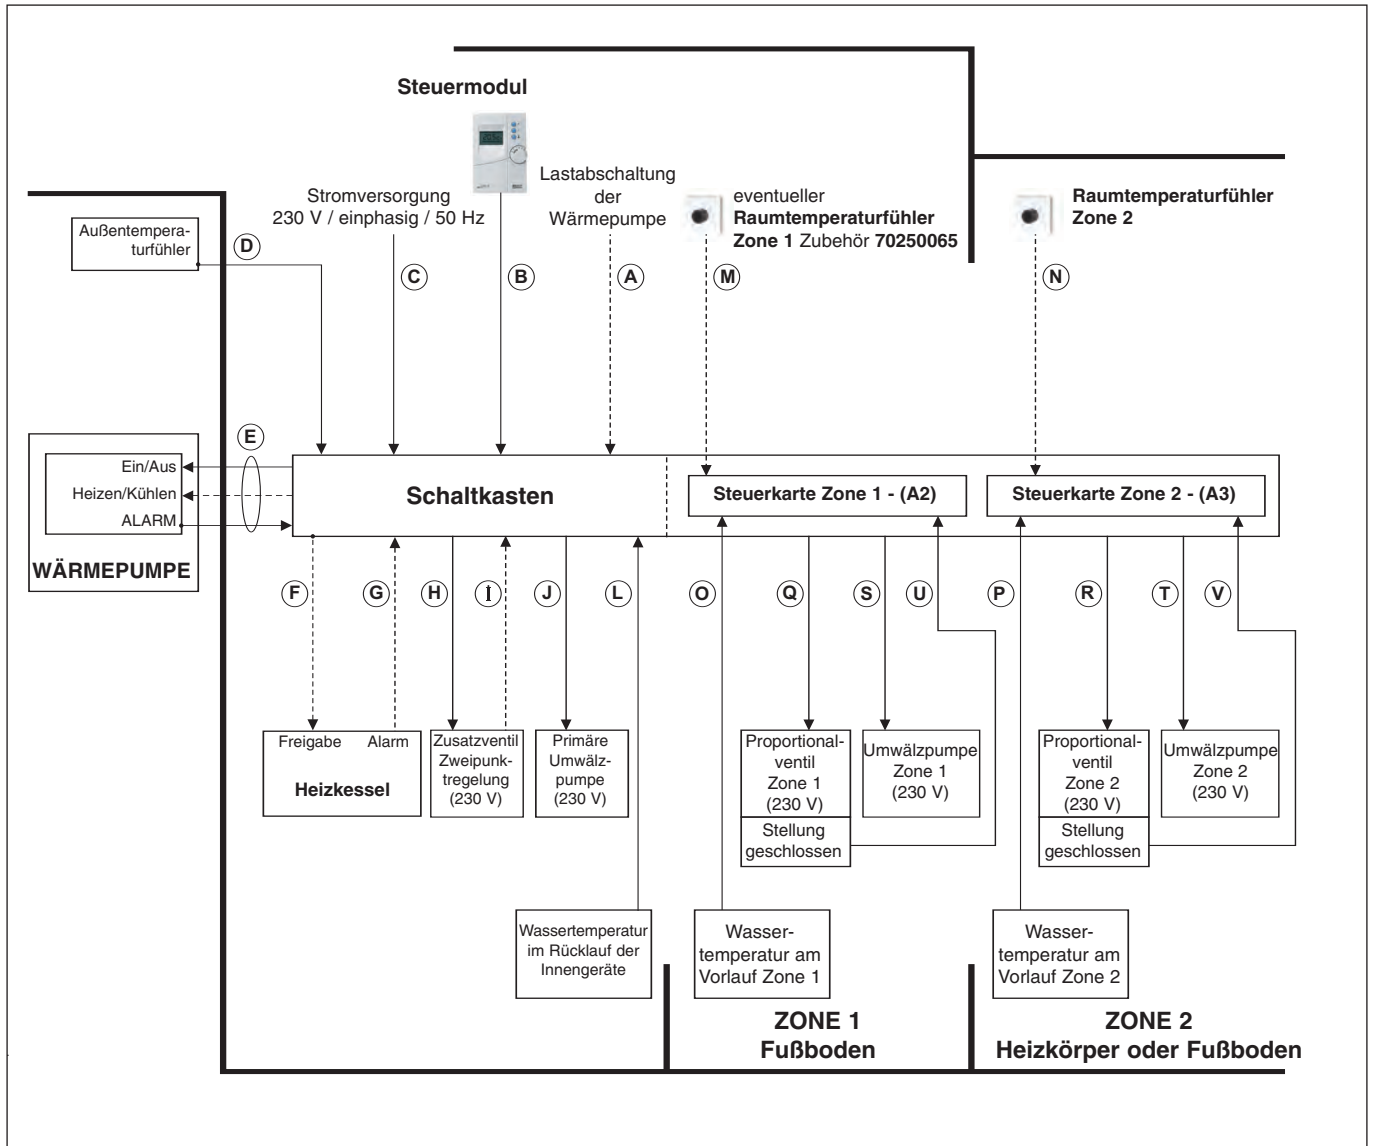 Steuermodul
Stromversorgung
230 V / einphasig / 50 Hz
Lastabschaltung
der
Wärmepumpe
eventueller
Raumtemperaturfühler
Zone 1 Zubehör 70250065
Raumtemperaturfühler
Zone 2
Außentempera-
turfühler
D
C
B
A
M
N
E
Ein/Aus
Heizen/Kühlen
ALARM
WÄRMEPUMPE
Schaltkasten
Steuerkarte Zone 1 - (A2)
Steuerkarte Zone 2 - (A3)
F
G
H
I
J
L
O
Q
S
U
P
R
T
V
Freigabe
Alarm
Heizkessel
Zusatzventil
Zweipunk-
tregelung
(230 V)
Primäre
Umwälz-
pumpe
(230 V)
Proportional-
ventil
Zone 1
(230 V)
Stellung
geschlossen
Umwälzpumpe
Zone 1
(230 V)
Proportional-
ventil
Zone 2
(230 V)
Stellung
geschlossen
Umwälzpumpe
Zone 2
(230 V)
Wassertemperatur
im Rücklauf der
Innengeräte
Wasser-
temperatur am
Vorlauf Zone 1
Wasser-
temperatur am
Vorlauf Zone 2
ZONE 1
Fußboden
ZONE 2
Heizkörper oder Fußboden